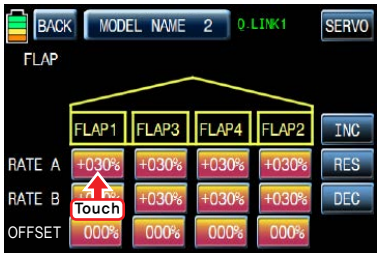 BACK MODEL NAME 2 Q.LINK1 SERVO
FLAP
FLAP1 FLAP3 FLAP4 FLAP2 INC
RATE A +030% +030% +030% +030% RES
RATE B +030% +030% +030% DEC
Touch
OFFSET 000% 000% 000% 000%